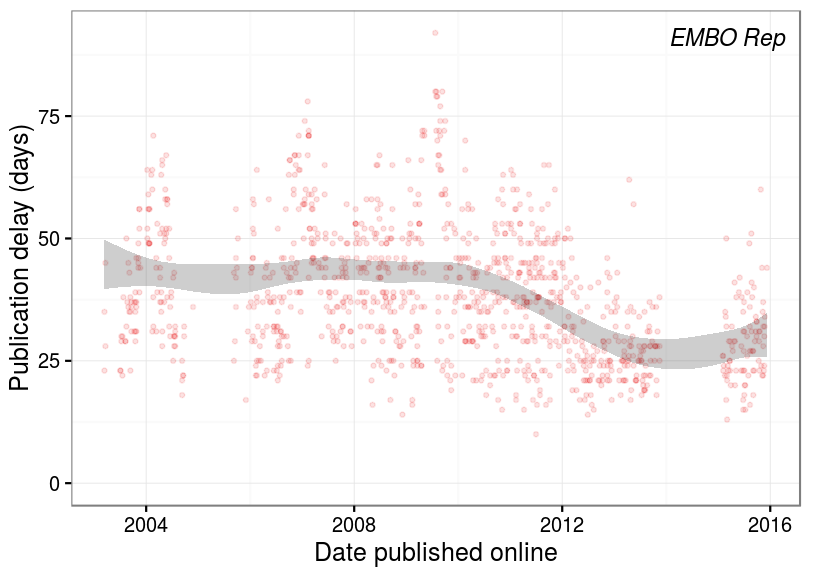 EMBO Rep
Publication delay (days)
75
50
25
0
2004 2008 2012 2016
Date published online